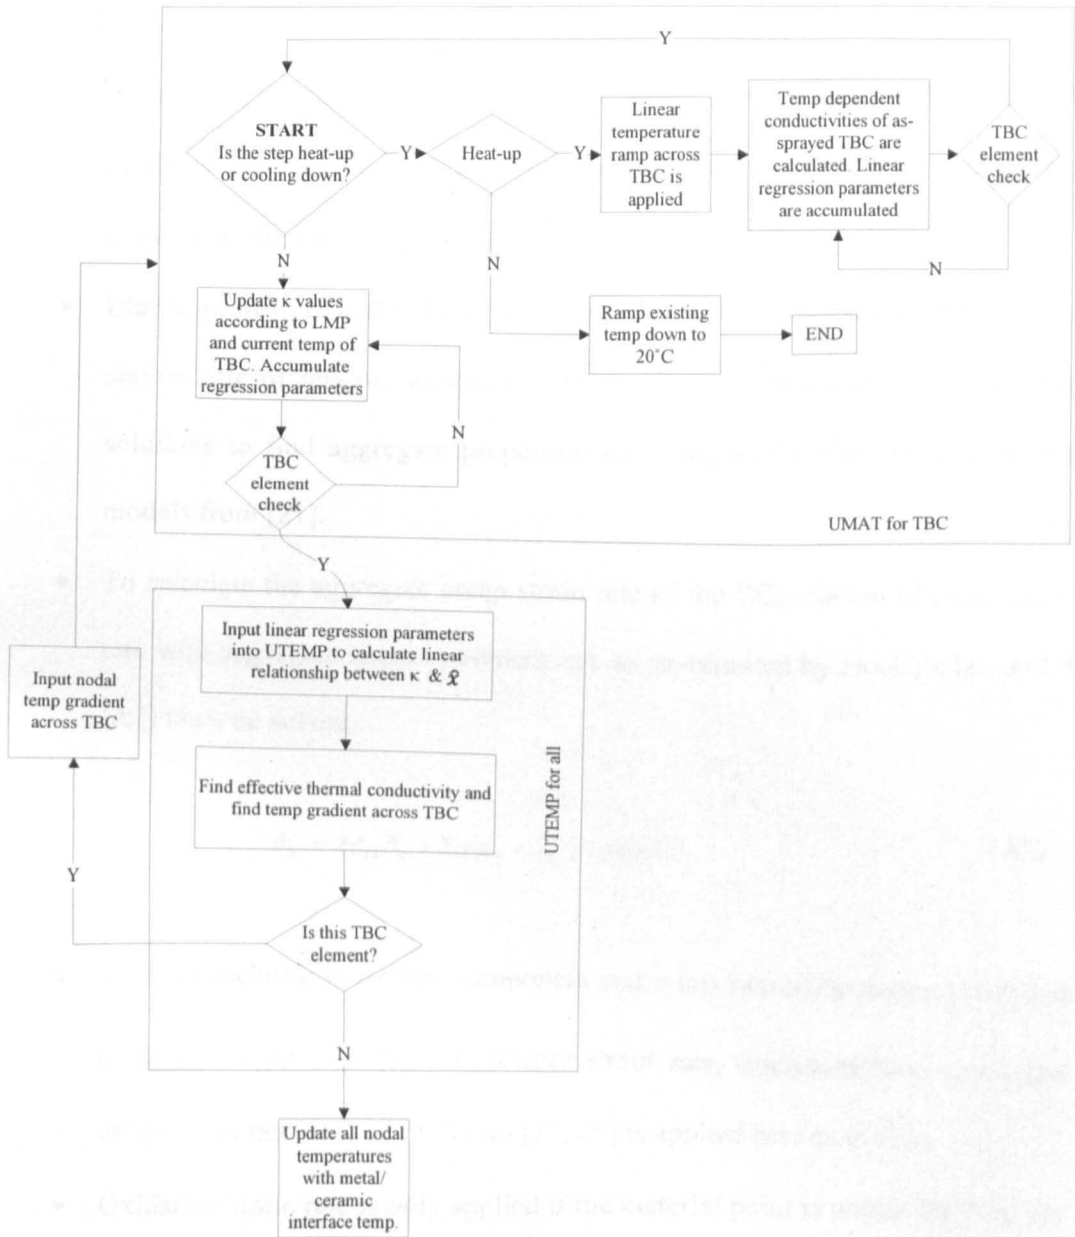 Y
START
Is the step heat-up
or cooling down?
Y
Heat-up
Y
Linear
temperature
ramp across
TBC is
applied
Temp dependent
conductivities of as-
sprayed TBC are
calculated. Linear
regression parameters
are accumulated
TBC
element
check
N
N
N
Update κ values
according to LMP
and current temp of
TBC. Accumulate
regression parameters
Ramp existing
temp down to
20˚C
END
N
TBC
element
check
UMAT for TBC
Y
Input linear regression parameters
into UTEMP to calculate linear
relationship between κ &
Input nodal
temp gradient
across TBC
Find effective thermal conductivity and
find temp gradient across TBC
UTEMP for all
Y
Is this TBC
element?
N
Update all nodal
temperatures
with metal/
ceramic
interface temp.